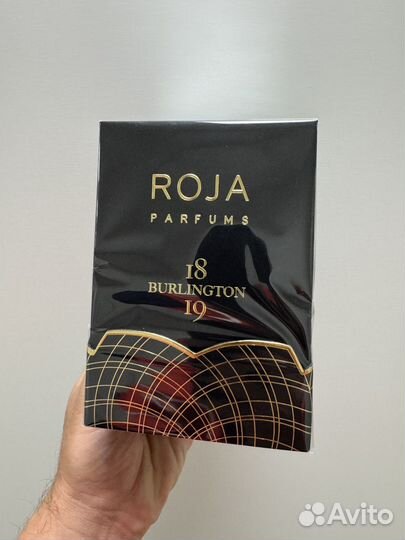 ROJA
PARFUMS
18
BURLINGTON
19
Avito